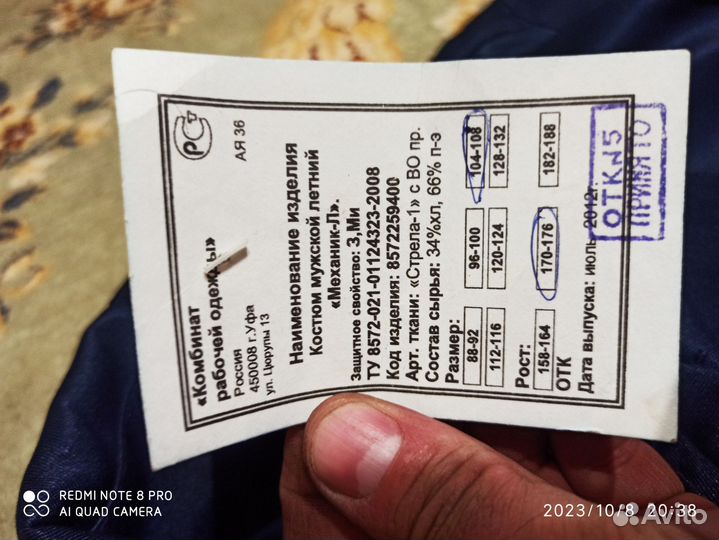 «Комбинат
рабочей одежды»
Россия
450008 г.Уфа
ул. Цюрупы 13
РСТ
АЯ 36
Наименование изделия
Костюм мужской летний
«Механик-Л».
Защитное свойство: З,Ми
ТУ 8572-021-01124323-2008
Код изделия: 8572259400
Арт. ткани: «Стрела-1» с ВО пр.
Состав сырья: 34%хл, 66% п-э
Размер:
88-92 96-100 104-108
112-116 120-124 128-132
Рост:
158-164 170-176 182-188
ОТК
Дата выпуска: июль 2012г.
ОТК N5
ПРИНЯТО
REDMI NOTE 8 PRO
AI QUAD CAMERA
2023/10/8 20:38
Avito